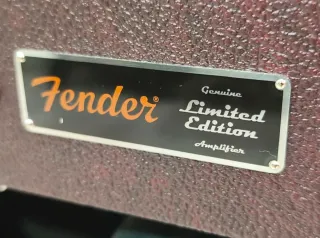 Fender®
Genuine
Limited
Edition
Amplifier